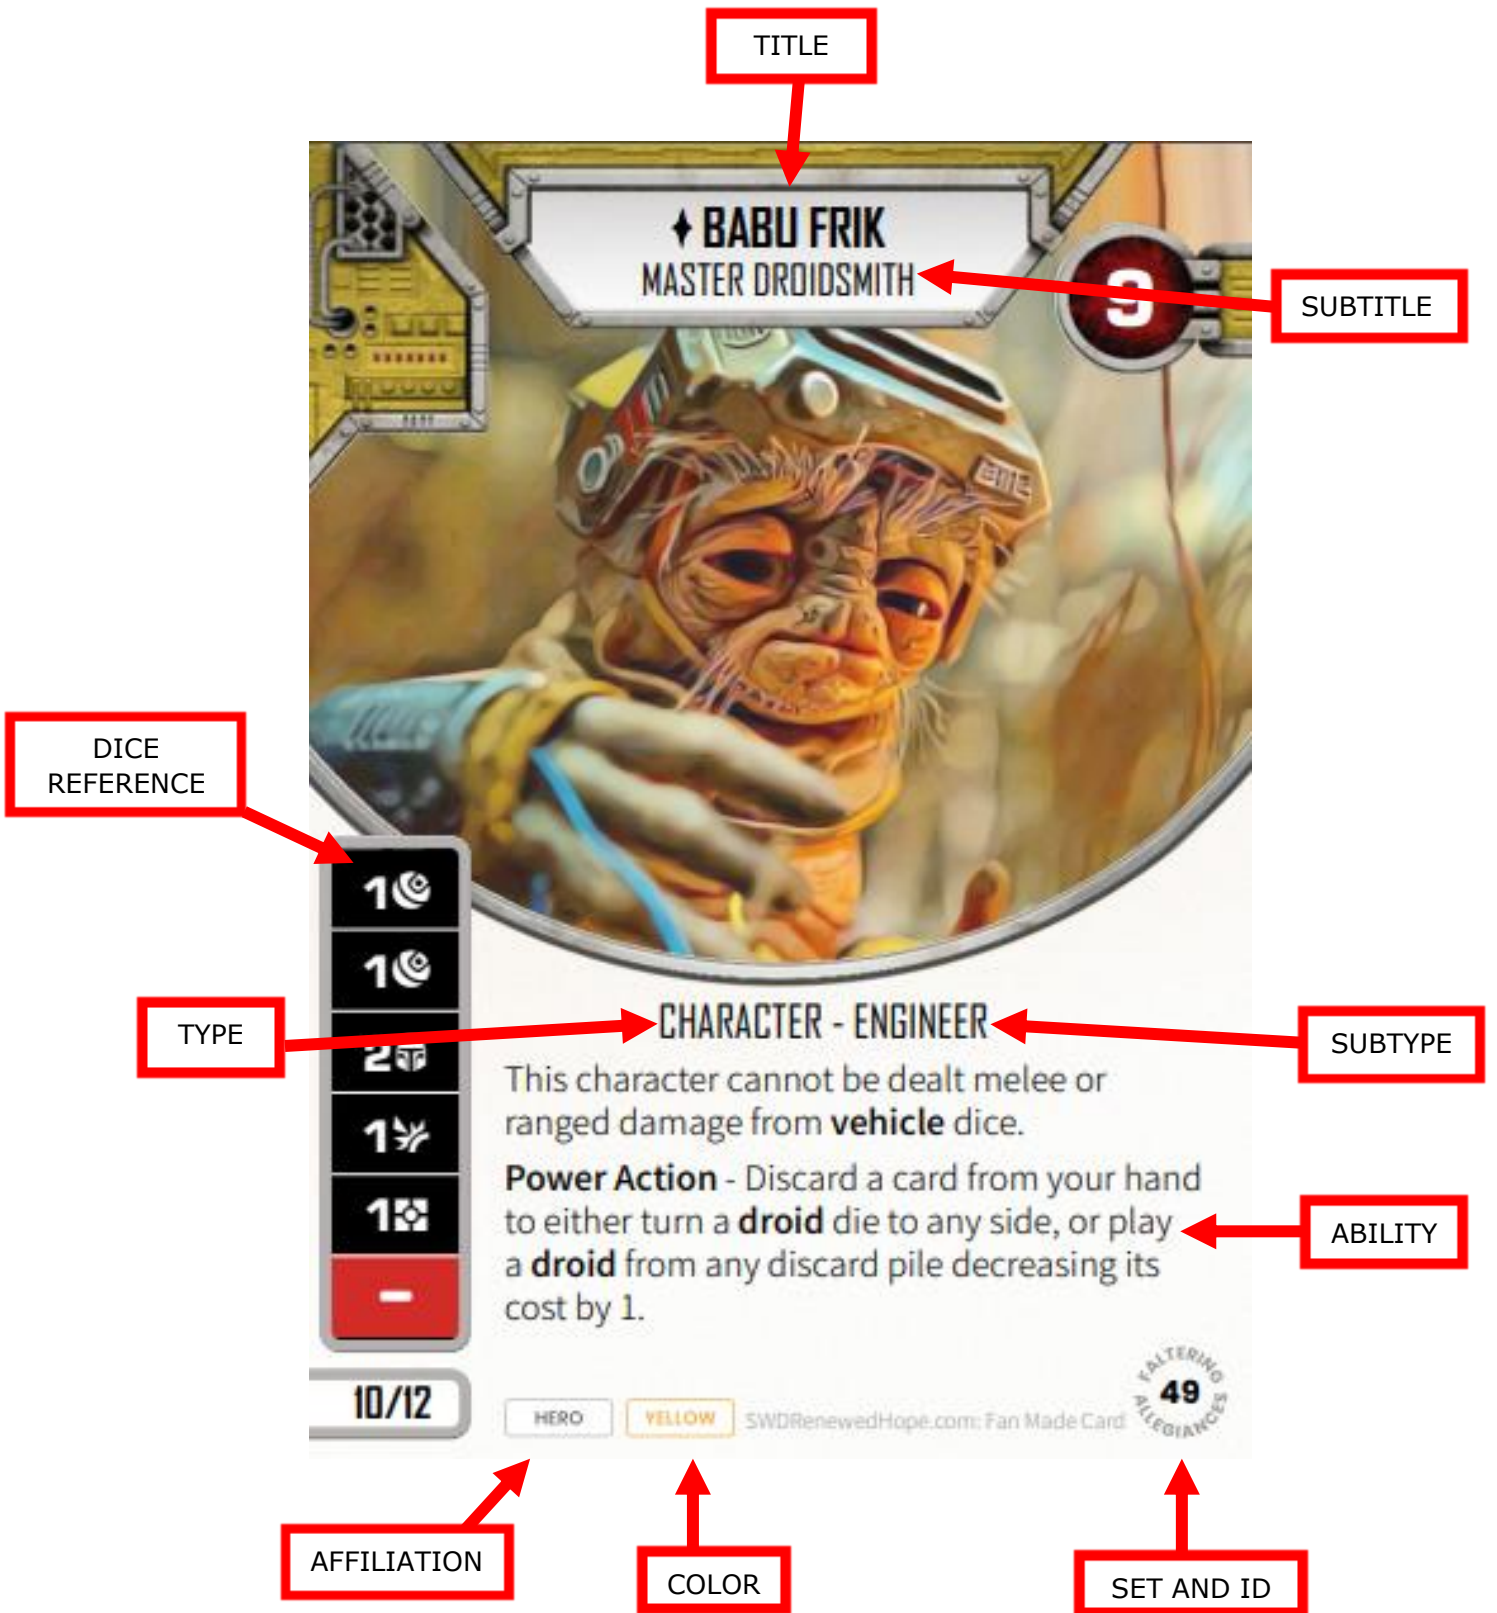 TITLE
BABU FRIK
MASTER DROIDSMITH
9
SUBTITLE
DICE
REFERENCE
1
1
2
1
1
-
TYPE
CHARACTER - ENGINEER
SUBTYPE
This character cannot be dealt melee or
ranged damage from vehicle dice.
Power Action - Discard a card from your hand
to either turn a droid die to any side, or play
a droid from any discard pile decreasing its
cost by 1.
ABILITY
10/12
HERO
YELLOW
SWDRenewedHope.com: Fan Made Card
FALTERING
49
ALLEGIANCES
AFFILIATION
COLOR
SET AND ID